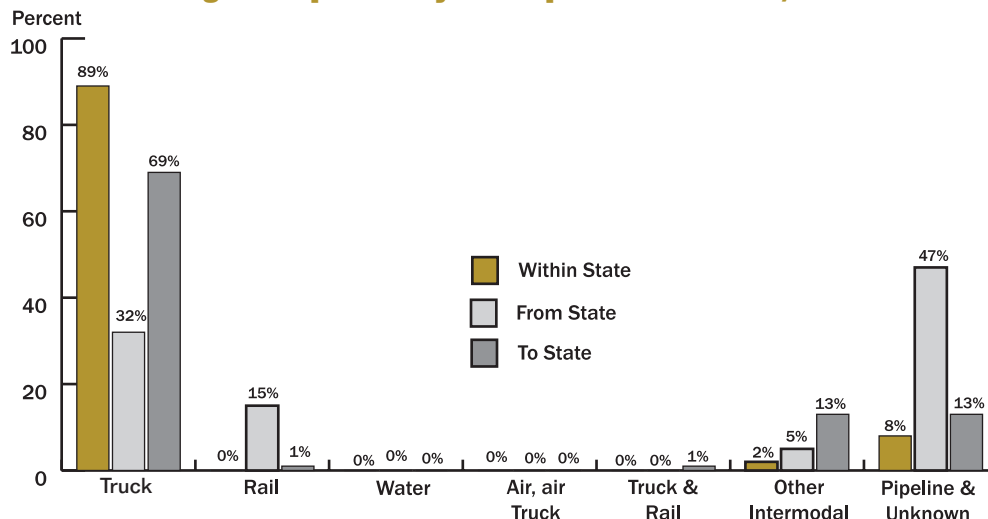 Percent
100
80
60
40
20
0
89%
32%
69%
0%
15%
1%
0%
0%
0%
0%
0%
0%
0%
0%
1%
2%
5%
13%
8%
47%
13%
Within State
From State
To State
Truck
Rail
Water
Air, air
Truck
Truck &
Rail
Other
Intermodal
Pipeline &
Unknown